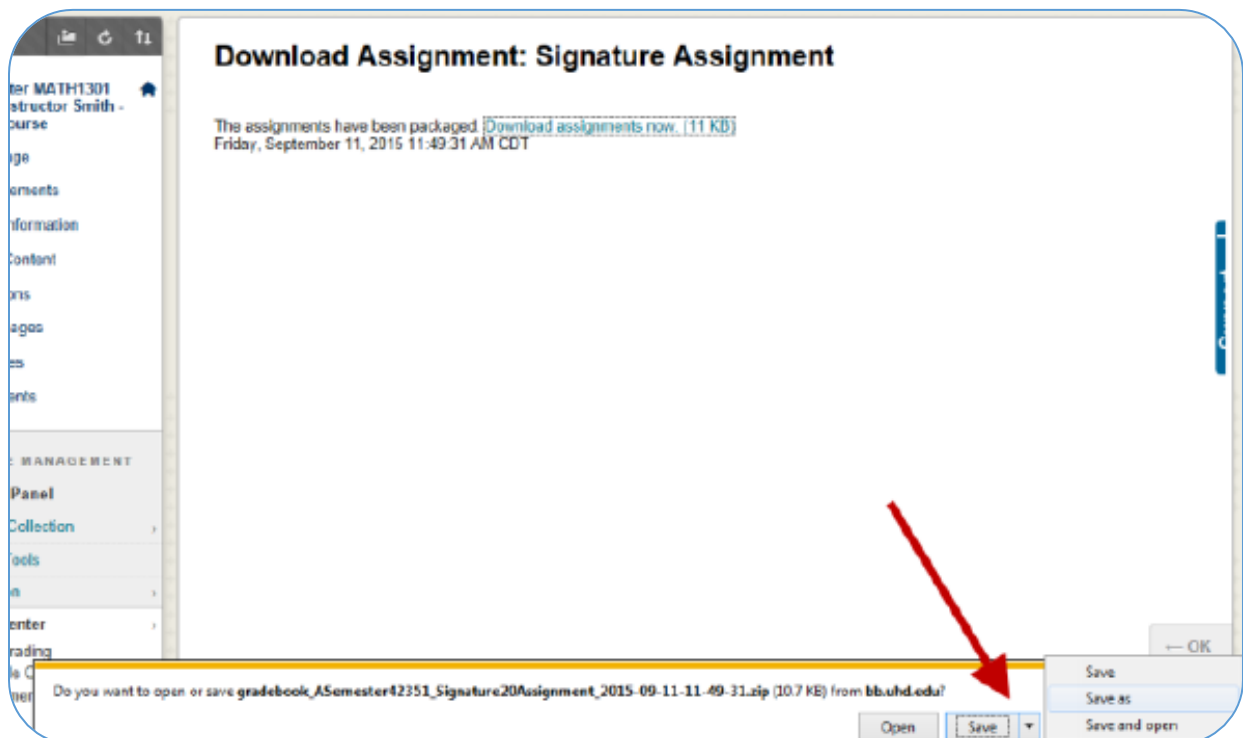 ter MATH1301
structor Smith -
ourse
age
ements
nformation
Content
ons
ages
es
ents
E MANAGEMENT
Panel
Collection
Tools
on
enter
rading
Download Assignment: Signature Assignment
The assignments have been packaged. Download assignments now. (11 KB)
Friday, September 11, 2015 11:49:31 AM CDT
← OK
Do you want to open or save gradebook_ASemester42351_Signature20Assignment_2015-09-11-11-49-31.zip (10.7 KB) from bb.uhd.edu?
Open
Save
Save
Save as
Save and open